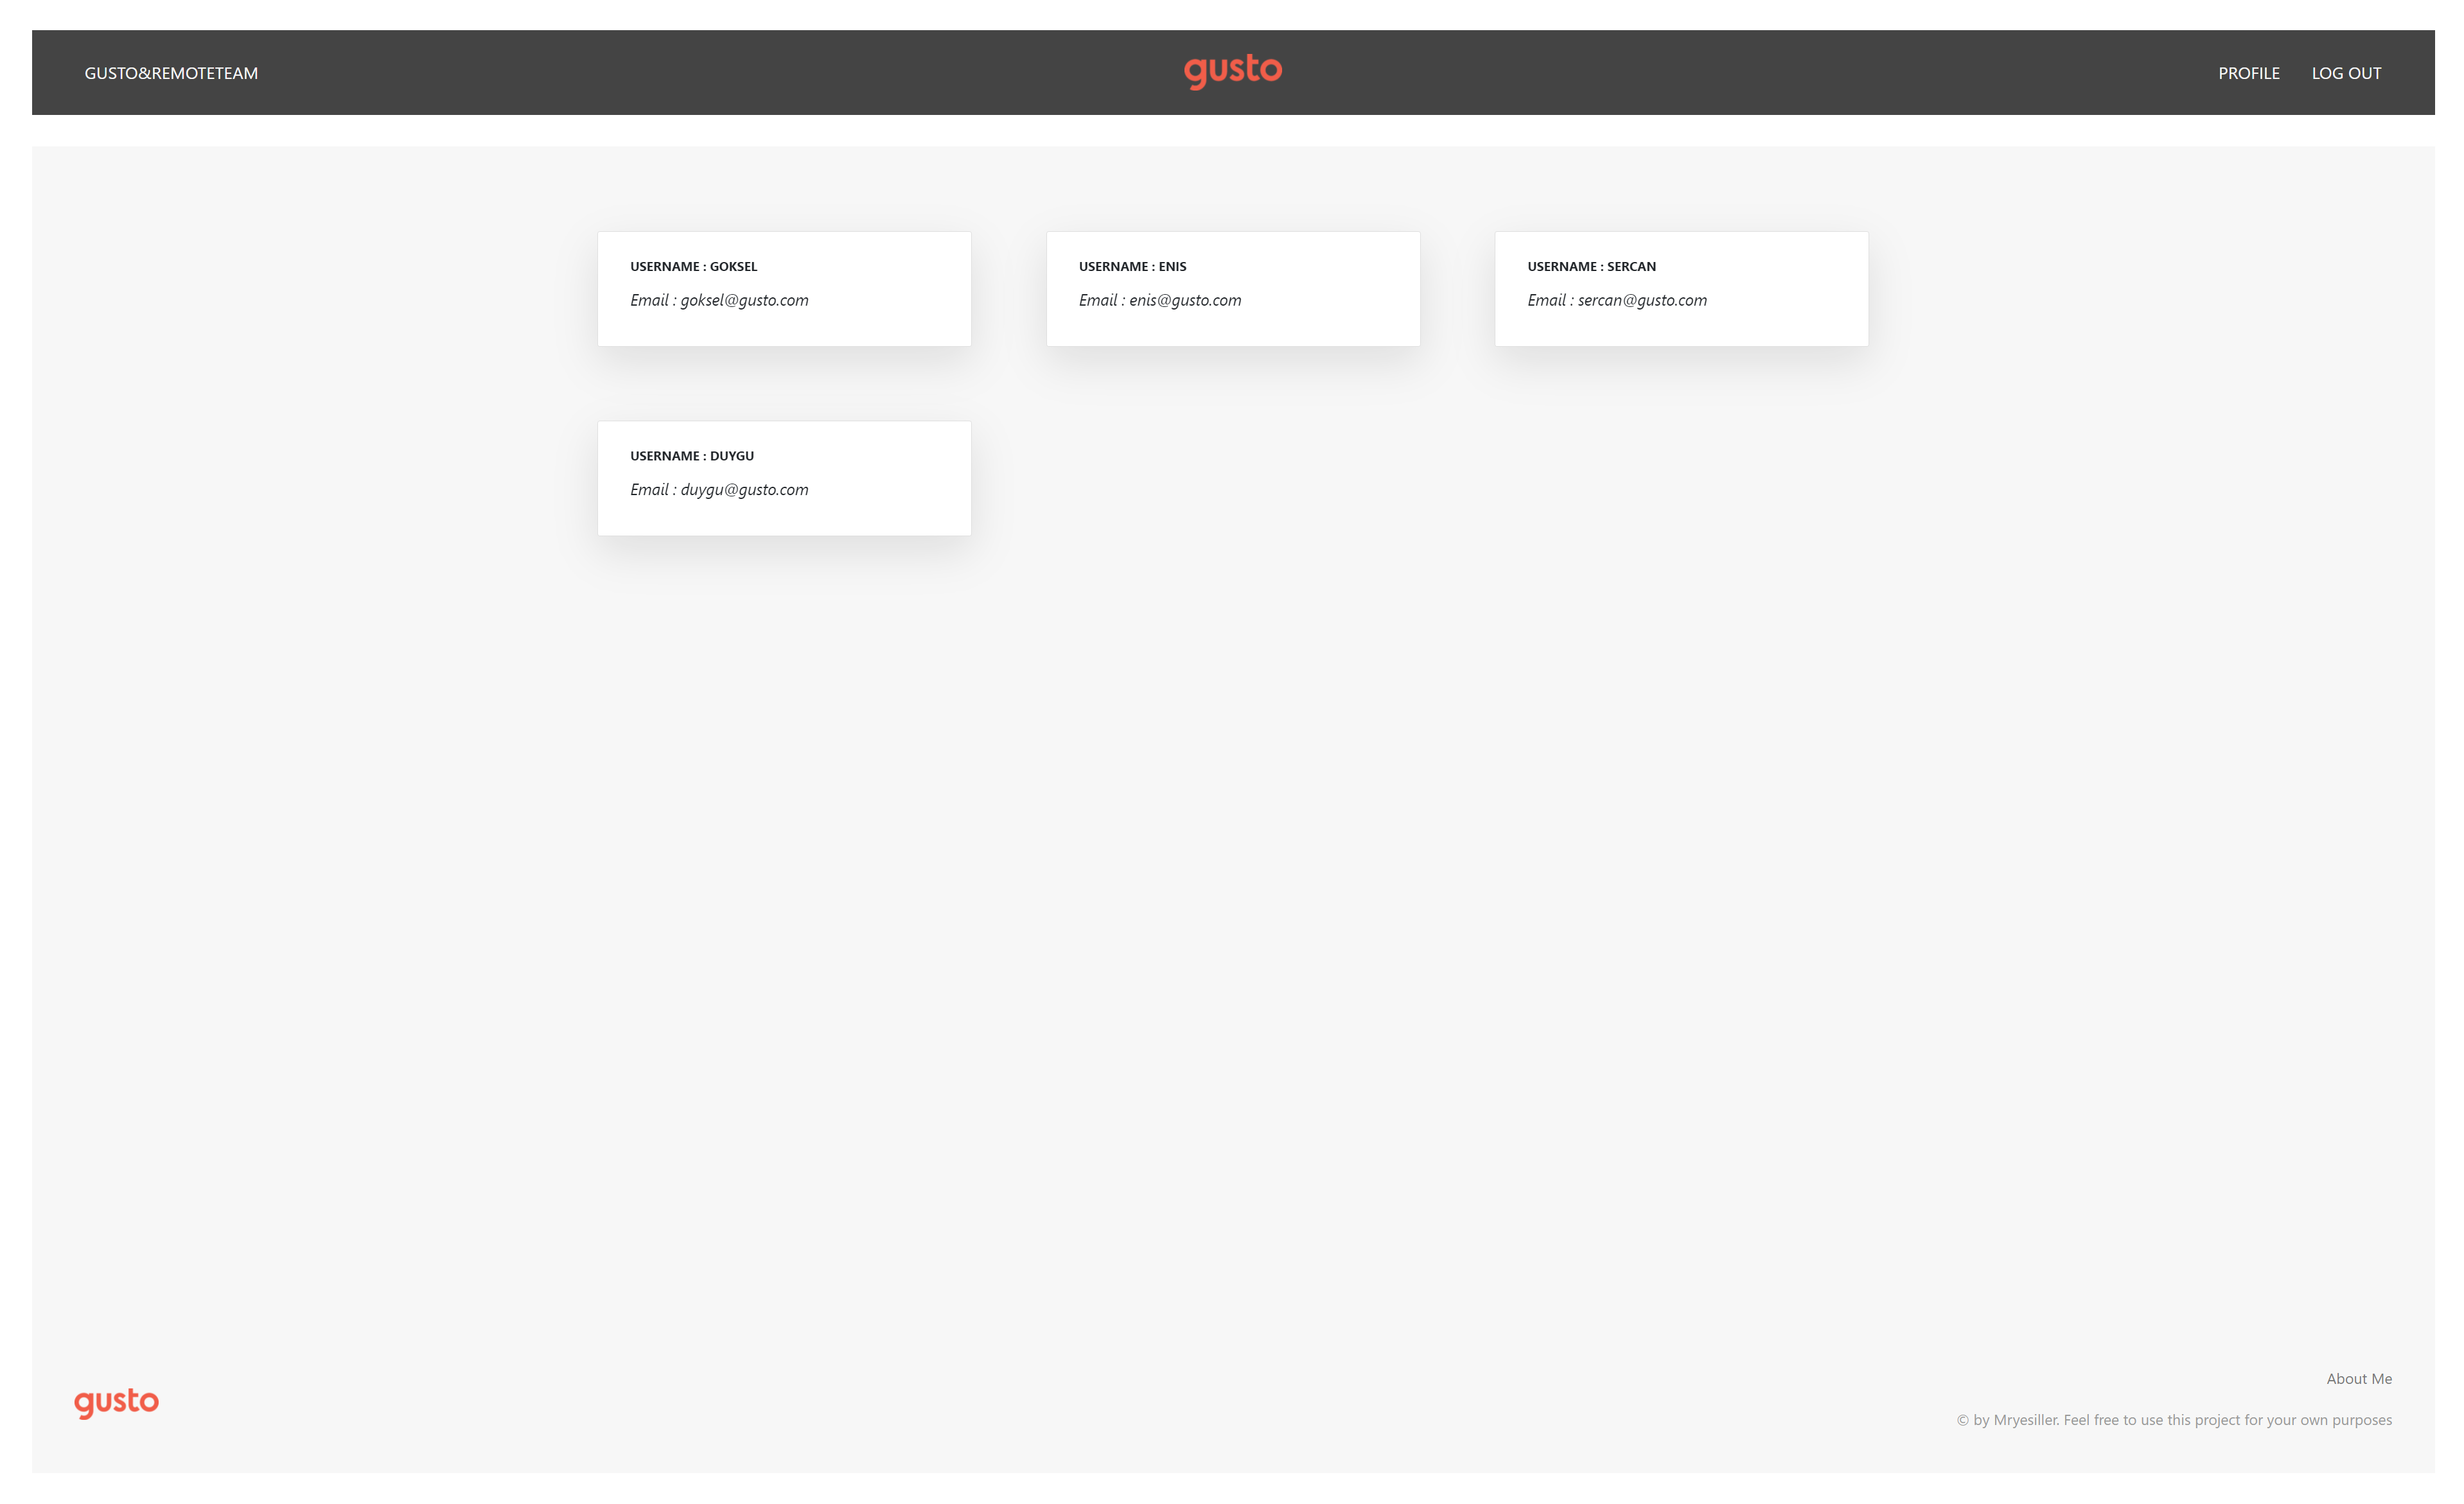 GUSTO&REMOTETEAM
gusto
PROFILE
LOG OUT
USERNAME : GOKSEL
Email : goksel@gusto.com
USERNAME : ENIS
Email : enis@gusto.com
USERNAME : SERCAN
Email : sercan@gusto.com
USERNAME : DUYGU
Email : duygu@gusto.com
gusto
About Me
© by Mryesiller. Feel free to use this project for your own purposes